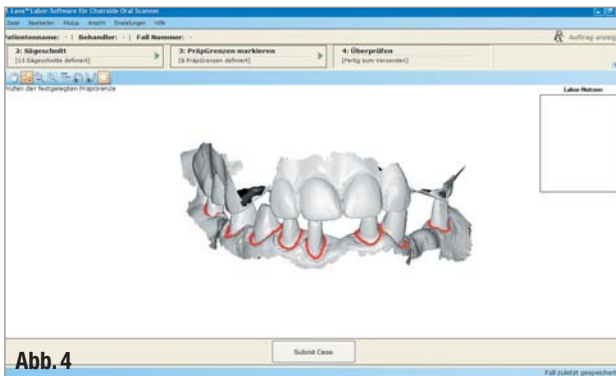 Lava™ Labor-Software für Chairside Oral Scanner
Datei Bearbeiten Modus Ansicht Einstellungen Hilfe
Patientenname: - | Behandler: - | Fall Nummer: -
Auftrag anzeig
2: Sägeschnitt
[13 Sägeschnitte definiert]
3: PräpGrenzen markieren
[8 PräpGrenzen definiert]
4: Überprüfen
[Fertig zum Versenden]
rüfen der festgelegten PräpGrenze
Labor-Notizen
Submit Case
Abb. 4
Fall zuletzt gespeichert